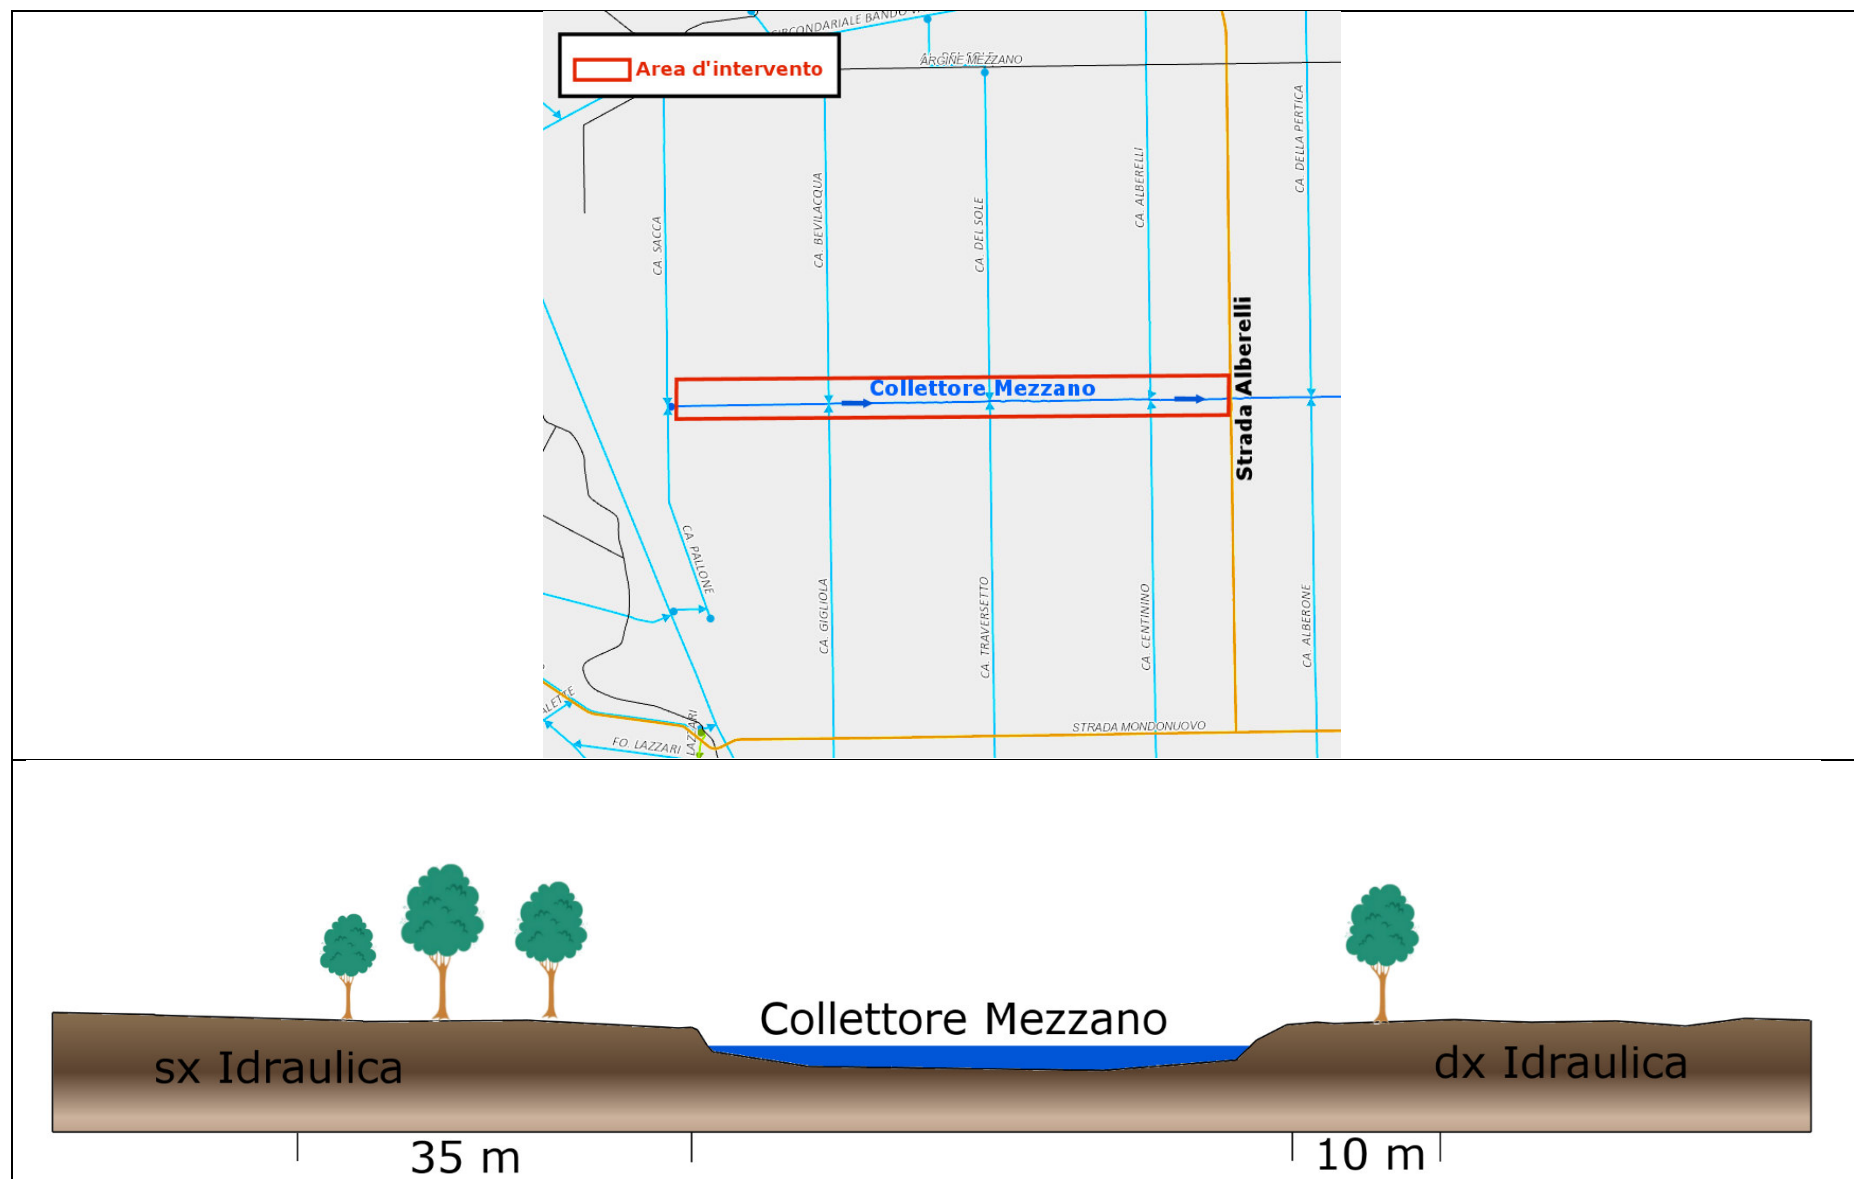 CIRCONDARIALE BANDO V
Area d'intervento
ARGINE MEZZANO
CA. SACCA
CA. BEVILACQUA
CA. DEL SOLE
CA. ALBERELLI
CA. DELLA PERTICA
Strada Alberelli
Collettore Mezzano
CA. PALLONE
CA. GIGLIOLA
CA. TRAVERSETTO
CA. CENTININO
CA. ALBERONE
ALETTE
LAZZARI
FO. LAZZARI
STRADA MONDONUOVO
Collettore Mezzano
sx Idraulica
dx Idraulica
35 m
10 m